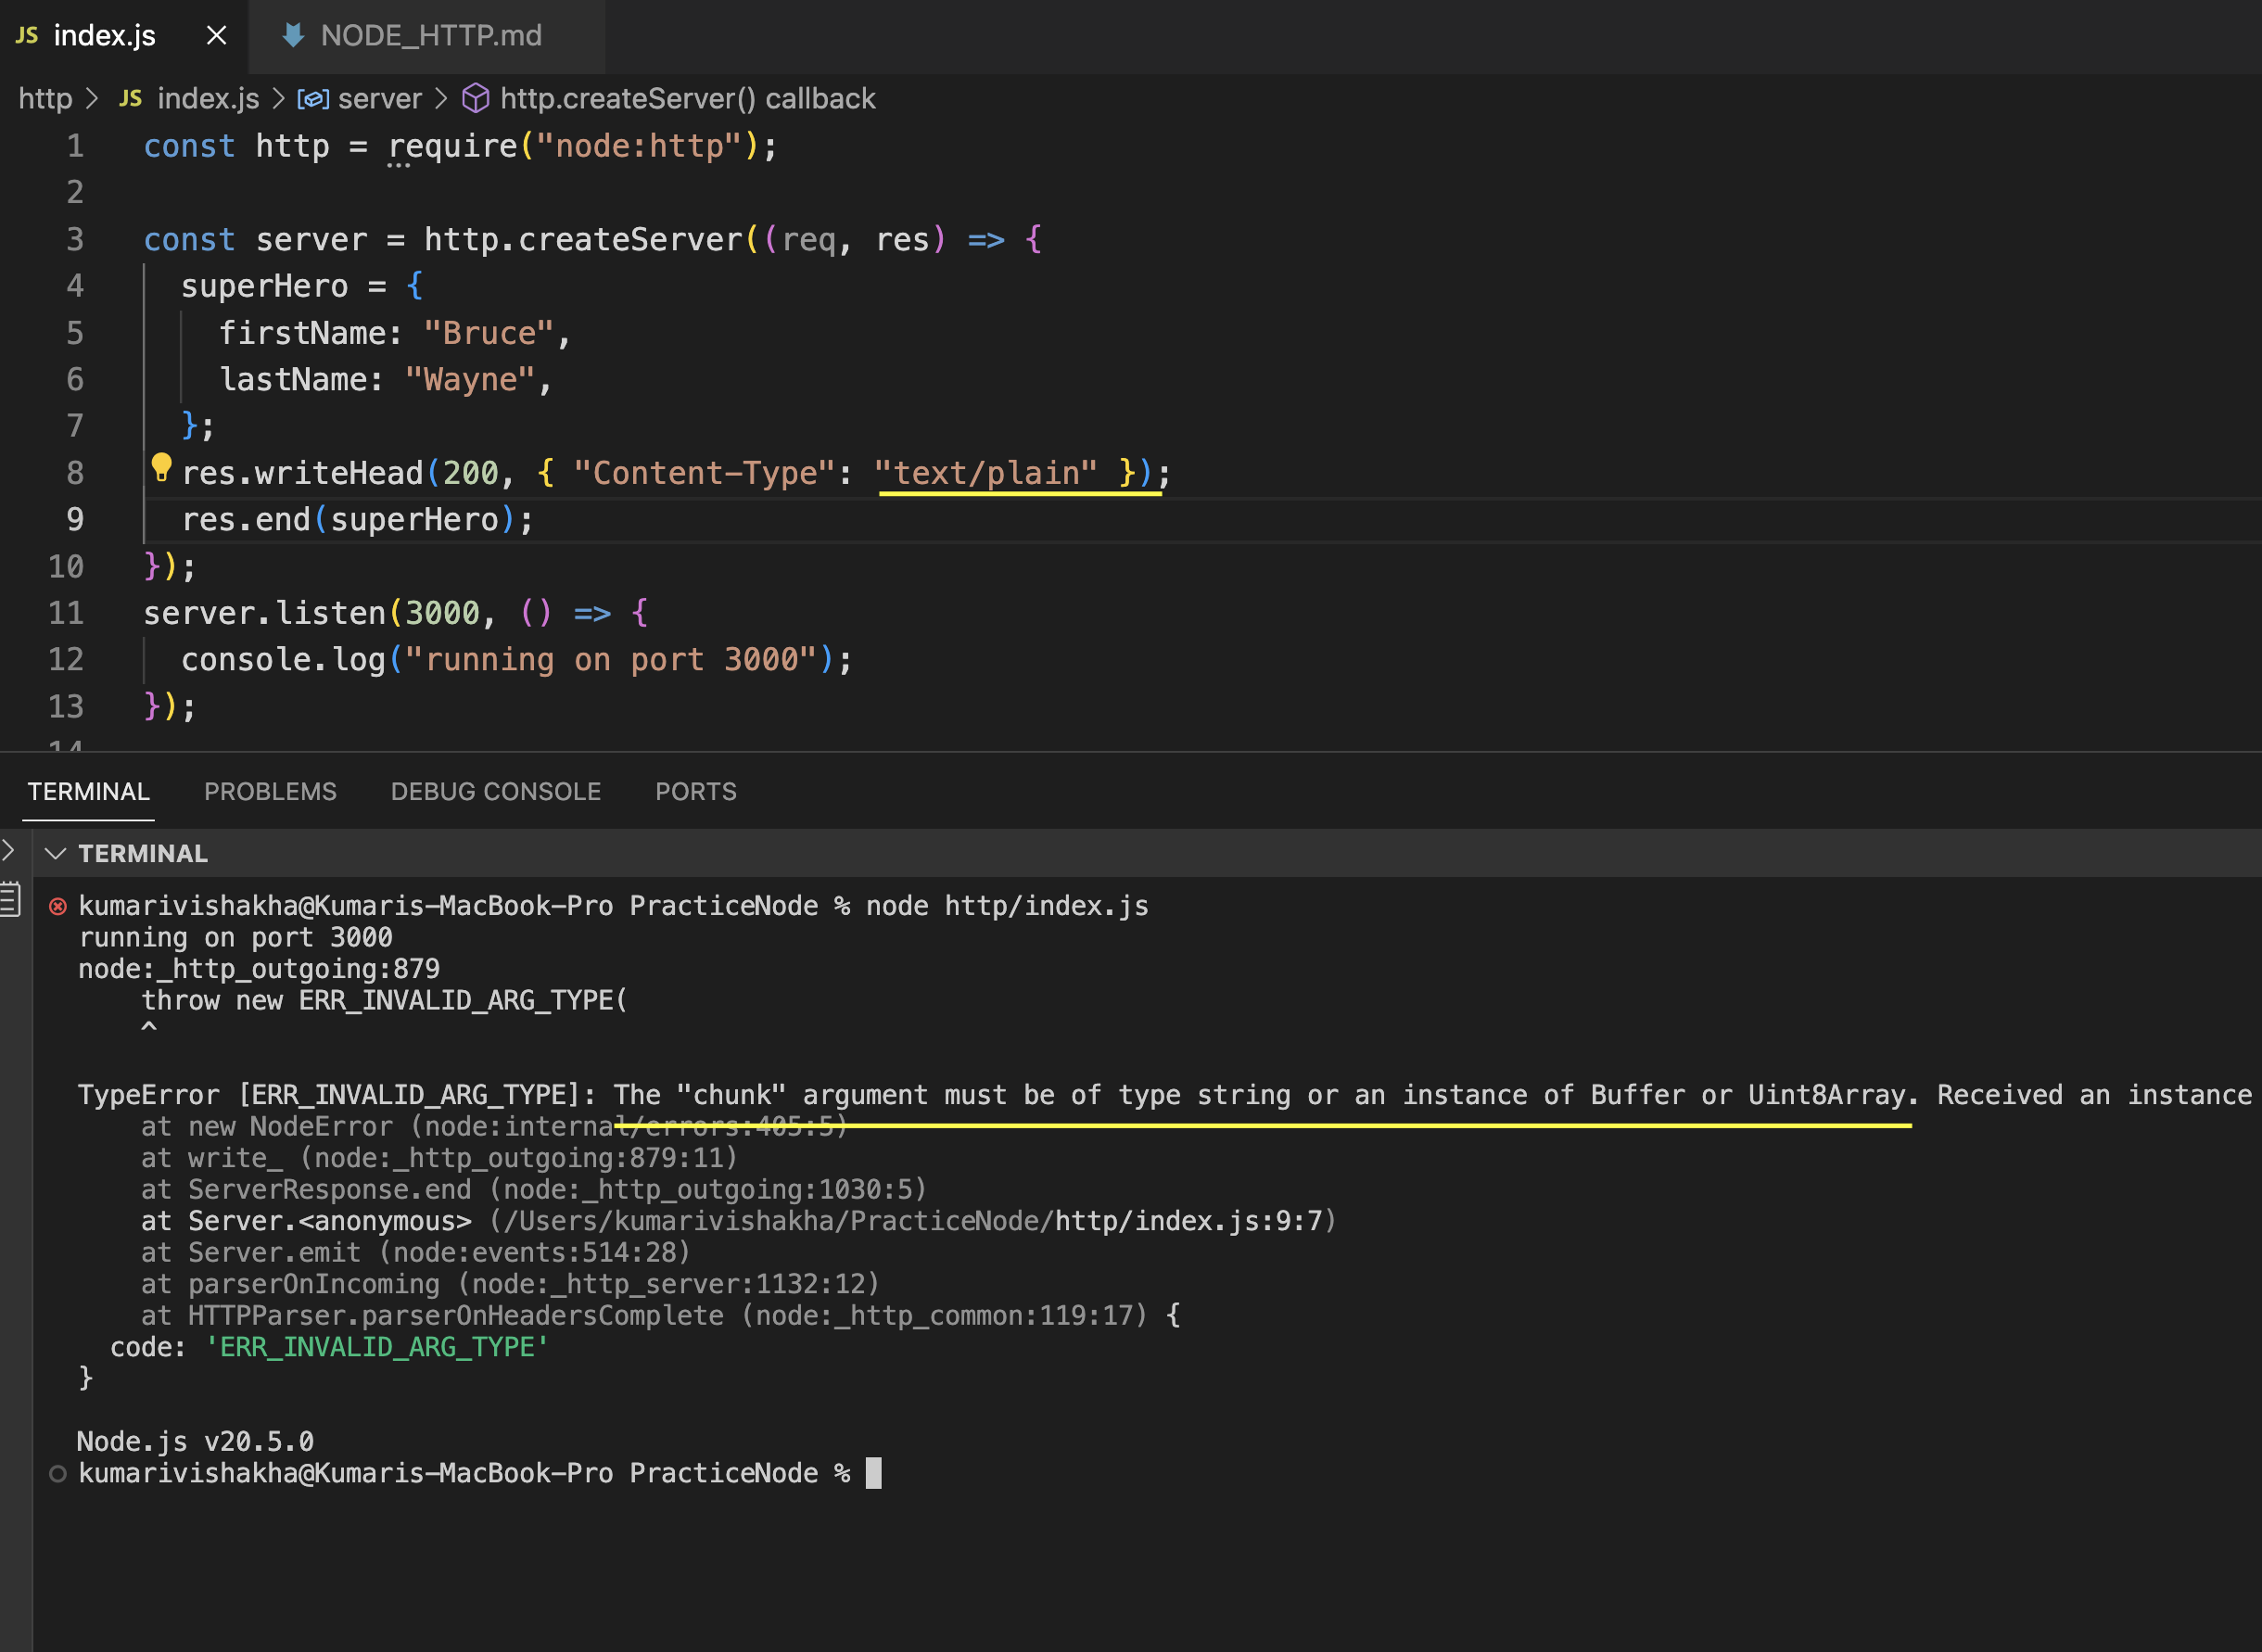 JS index.js
NODE_HTTP.md
http > JS index.js > server > http.createServer() callback
1 const http = require("node:http");
2
3 const server = http.createServer((req, res) => {
4 superHero = {
5 firstName: "Bruce",
6 lastName: "Wayne",
7 };
8 res.writeHead(200, { "Content-Type": "text/plain" });
9 res.end(superHero);
10 });
11 server.listen(3000, () => {
12 console.log("running on port 3000");
13 });
14
TERMINAL PROBLEMS DEBUG CONSOLE PORTS
TERMINAL
kumarivishakha@Kumaris-MacBook-Pro PracticeNode % node http/index.js
running on port 3000
node:_http_outgoing:879
throw new ERR_INVALID_ARG_TYPE(
^
TypeError [ERR_INVALID_ARG_TYPE]: The "chunk" argument must be of type string or an instance of Buffer or Uint8Array. Received an instance
at new NodeError (node:internal/errors:405:5)
at write_ (node:_http_outgoing:879:11)
at ServerResponse.end (node:_http_outgoing:1030:5)
at Server.<anonymous> (/Users/kumarivishakha/PracticeNode/http/index.js:9:7)
at Server.emit (node:events:514:28)
at parserOnIncoming (node:_http_server:1132:12)
at HTTPParser.parserOnHeadersComplete (node:_http_common:119:17) {
code: 'ERR_INVALID_ARG_TYPE'
}
Node.js v20.5.0
kumarivishakha@Kumaris-MacBook-Pro PracticeNode %